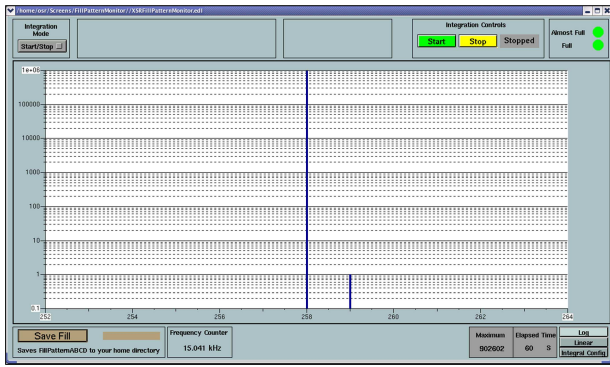 /home/osr/Screens/FillPatternMonitor//XSRFillPatternMonitor.edl
Integration
Mode
Start/Stop
Integration Controls
Start Stop Stopped
Almost Full
Full
1e+06
100000
10000
1000
100
10
1
0.1
252 254 256 258 260 262 264
Save Fill
Saves FillPatternABCD to your home directory
Frequency Counter
15.041 kHz
Maximum
902602
Elapsed Time
60 S
Log
Linear
Integral Config